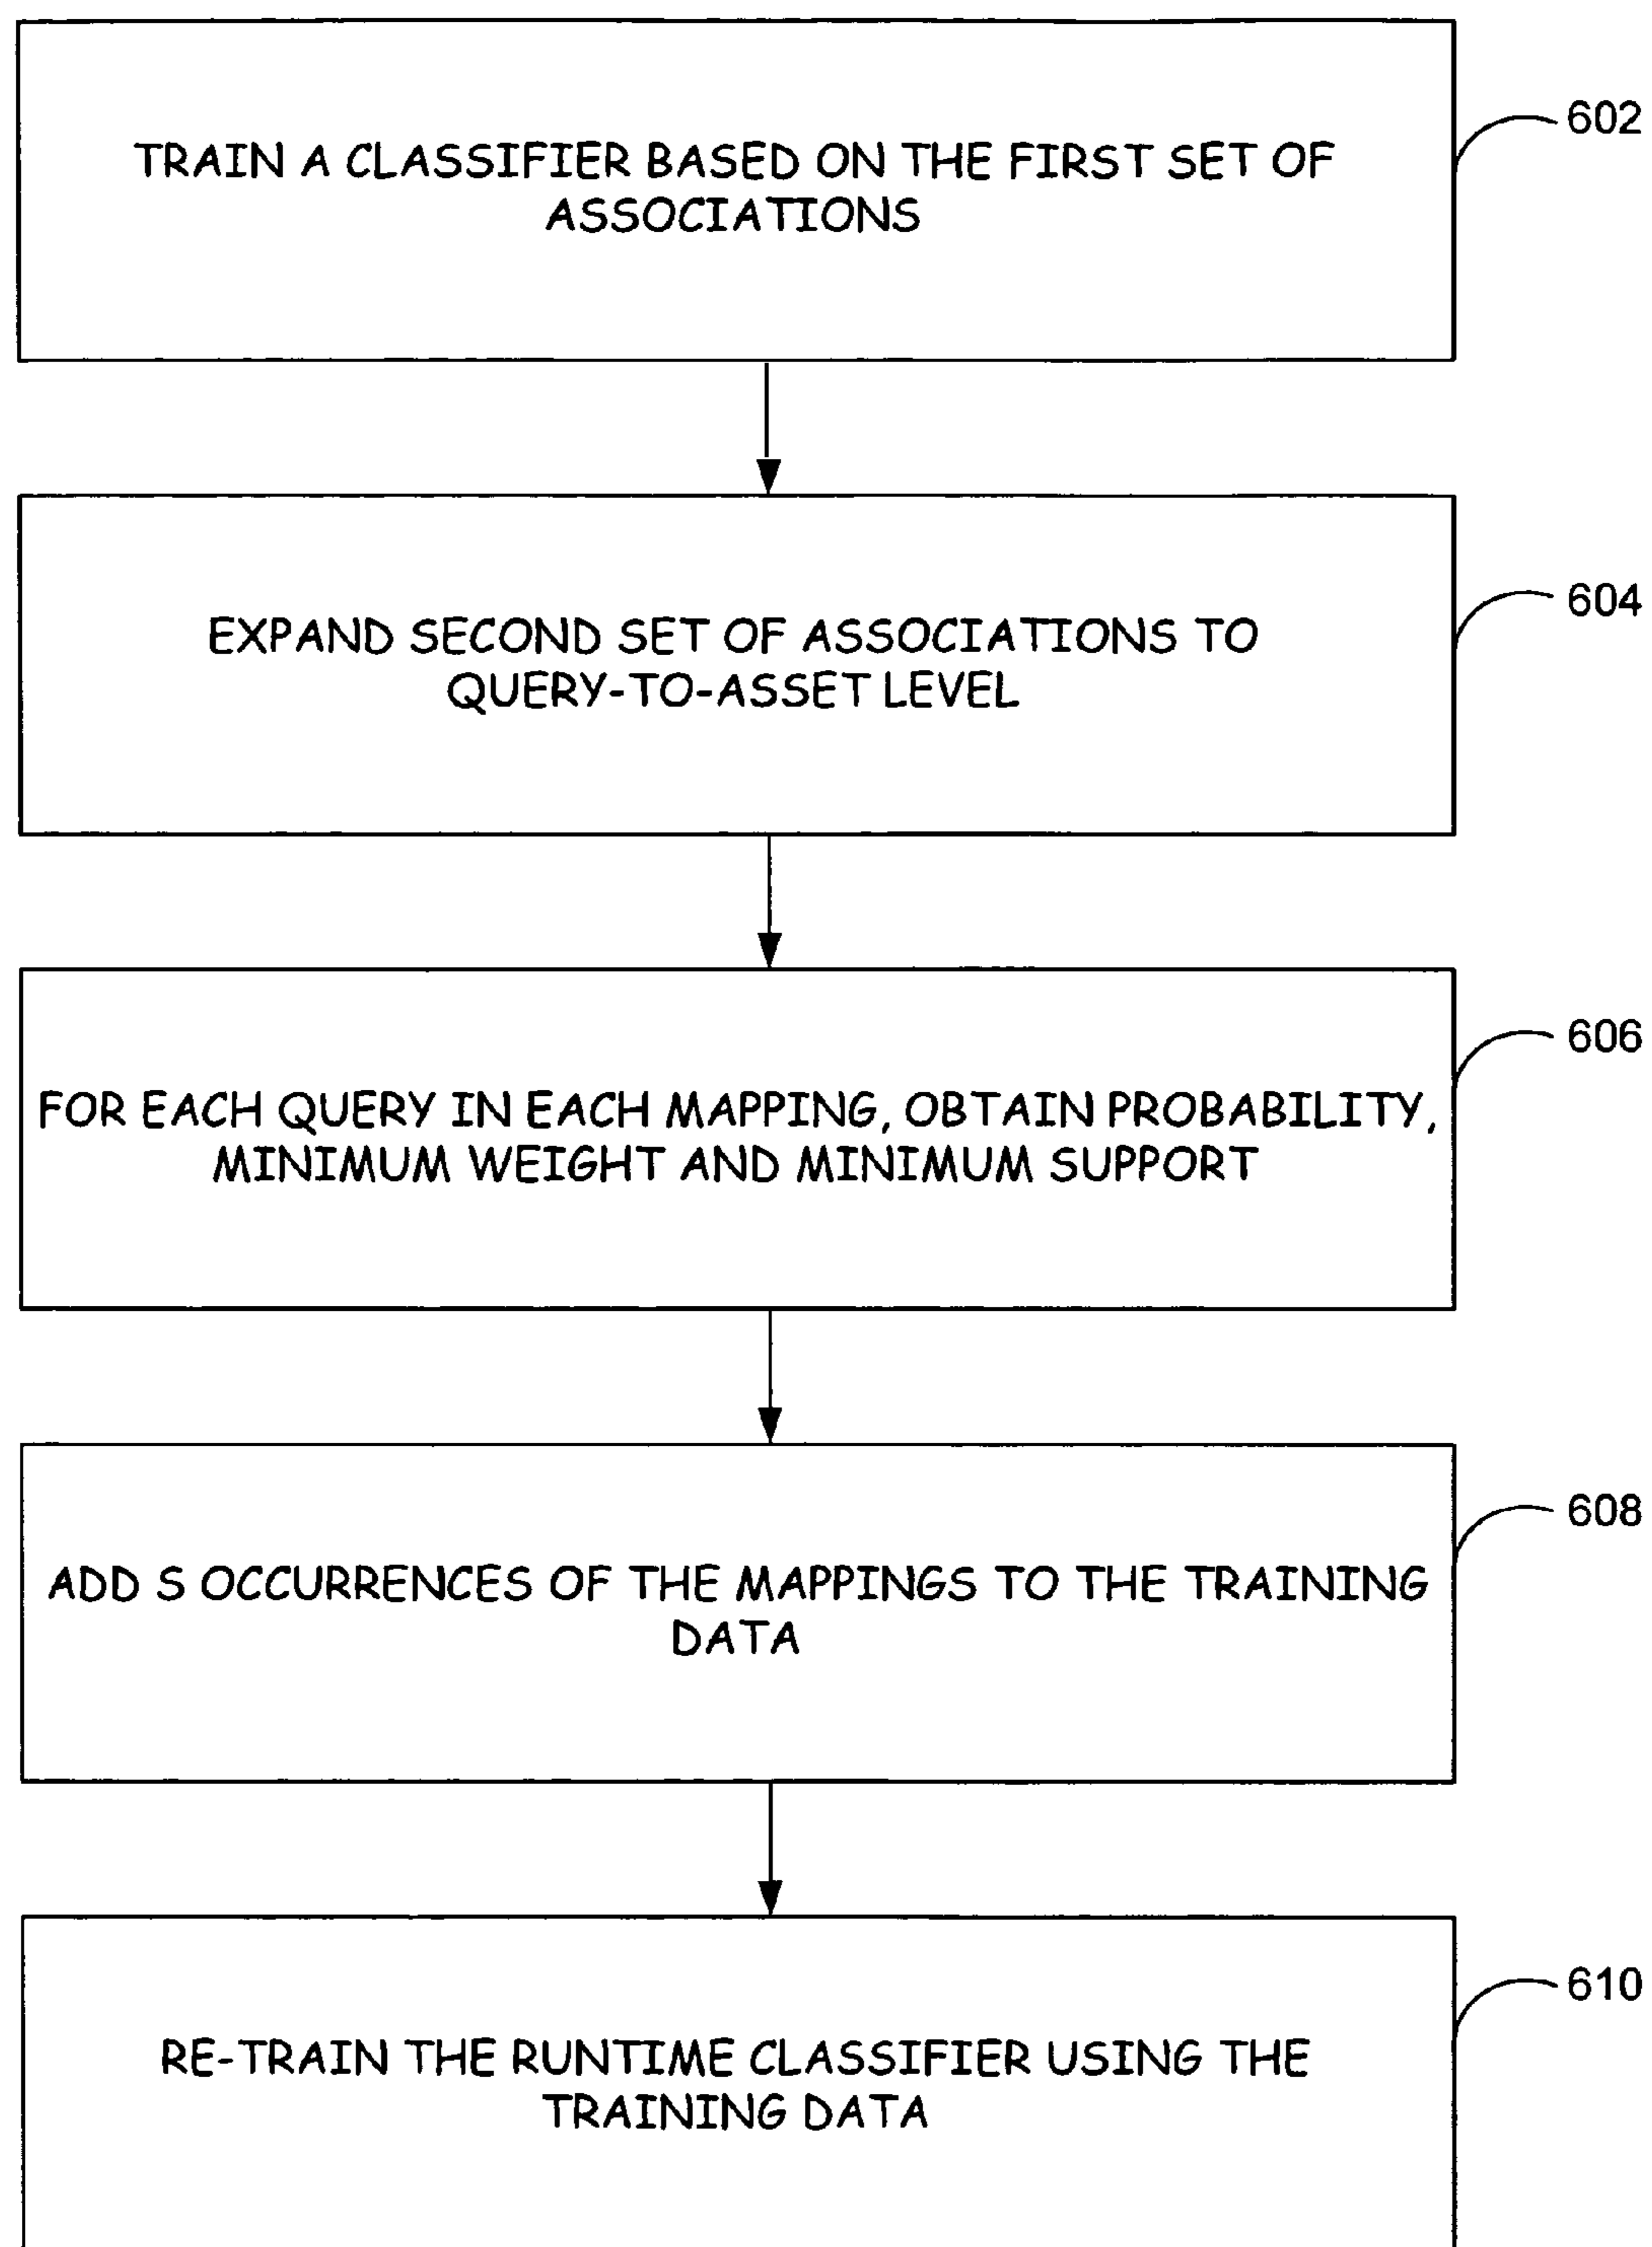 TRAIN A CLASSIFIER BASED ON THE FIRST SET OF
ASSOCIATIONS
602
EXPAND SECOND SET OF ASSOCIATIONS TO
QUERY-TO-ASSET LEVEL
604
FOR EACH QUERY IN EACH MAPPING, OBTAIN PROBABILITY,
MINIMUM WEIGHT AND MINIMUM SUPPORT
606
ADD S OCCURRENCES OF THE MAPPINGS TO THE TRAINING
DATA
608
RE-TRAIN THE RUNTIME CLASSIFIER USING THE
TRAINING DATA
610